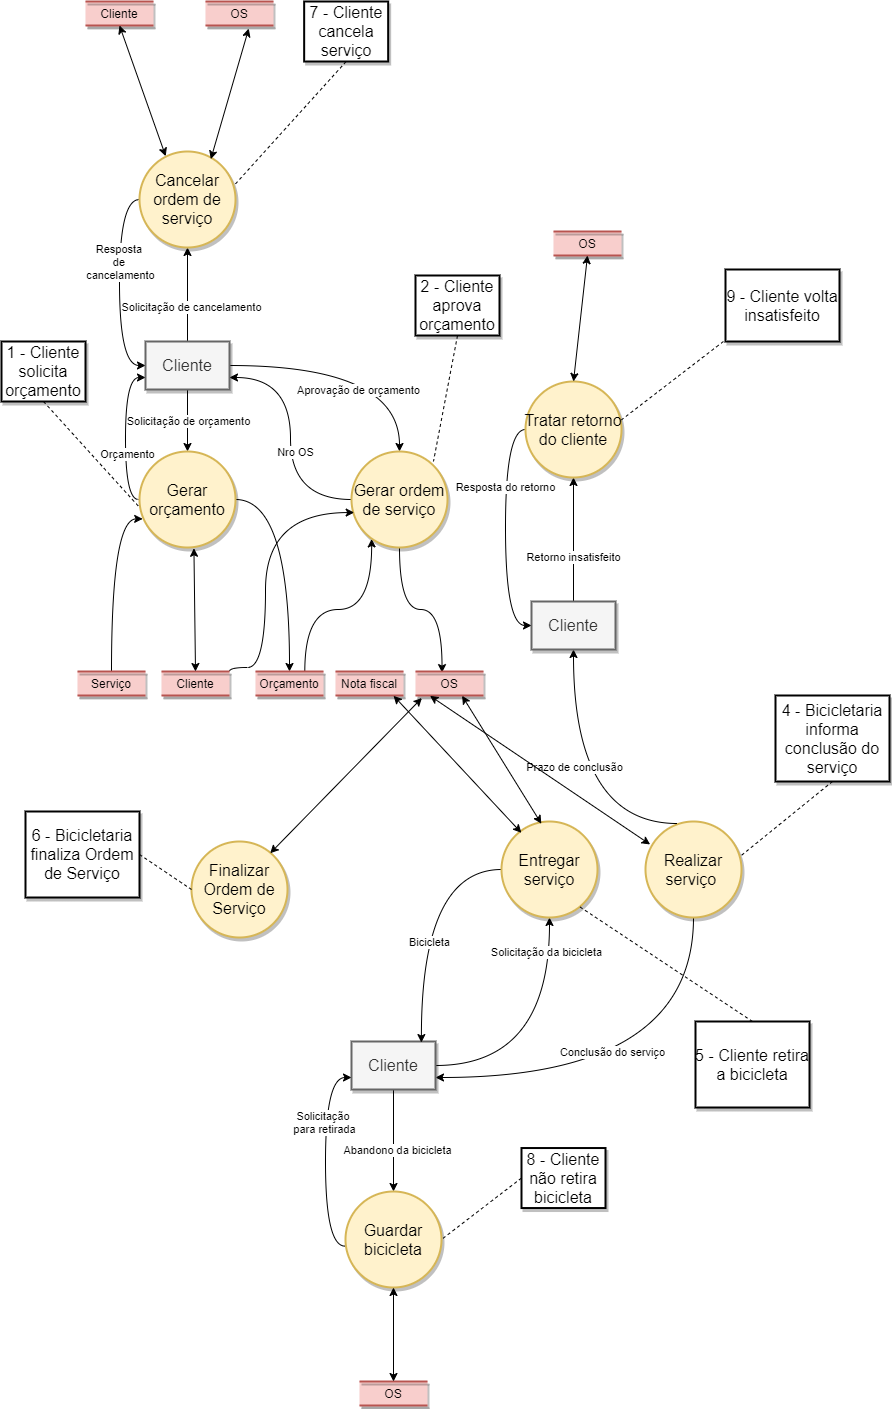 Cliente
OS
7 - Cliente
cancela
serviço
Cancelar
ordem de
serviço
Resposta
de
cancelamento
Solicitação de cancelamento
OS
2 - Cliente
aprova
orçamento
9 - Cliente volta
insatisfeito
1 - Cliente
solicita
orçamento
Cliente
Aprovação de orçamento
Solicitação de orçamento
Orçamento
Nro OS
Tratar retorno
do cliente
Gerar
orçamento
Gerar ordem
de serviço
Resposta do retorno
Retorno insatisfeito
Cliente
Serviço
Cliente
Orçamento
Nota fiscal
OS
4 - Bicicletaria
informa
conclusão do
serviço
Prazo de conclusão
6 - Bicicletaria
finaliza Ordem
de Serviço
Finalizar
Ordem de
Serviço
Entregar
serviço
Realizar
serviço
Bicicleta
Solicitação da bicicleta
5 - Cliente retira
a bicicleta
Conclusão do serviço
Cliente
Solicitação
para retirada
Abandono da bicicleta
8 - Cliente
não retira
bicicleta
Guardar
bicicleta
OS